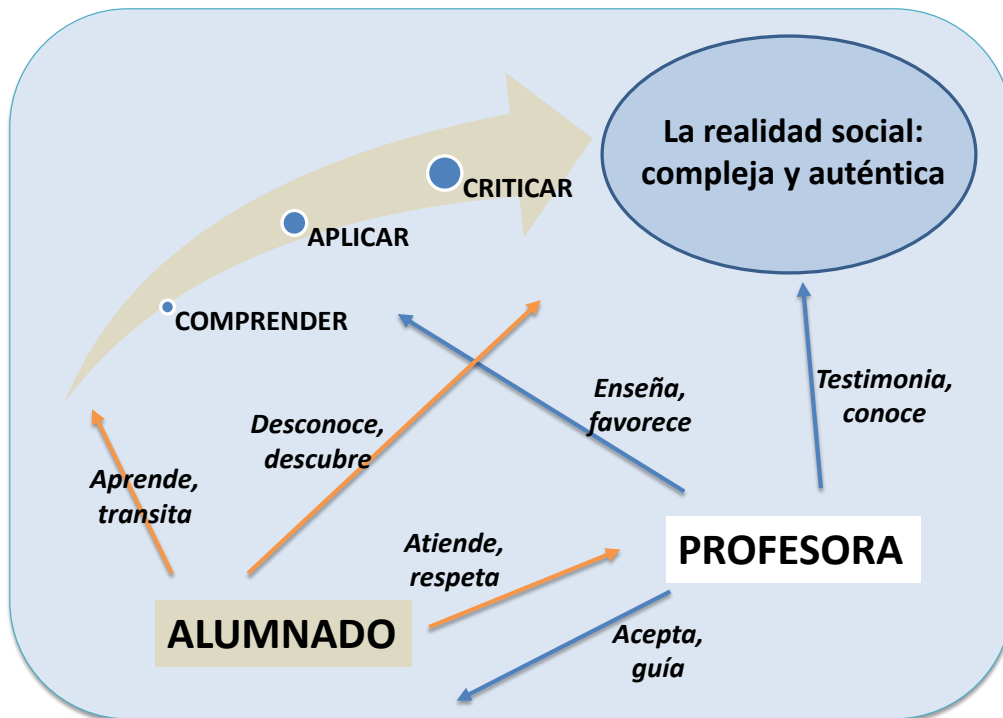 La realidad social:
compleja y auténtica
CRITICAR
APLICAR
COMPRENDER
Enseña,
favorece
Testimonia,
conoce
Desconoce,
descubre
Aprende,
transita
Atiende,
respeta
PROFESORA
ALUMNADO
Acepta,
guía